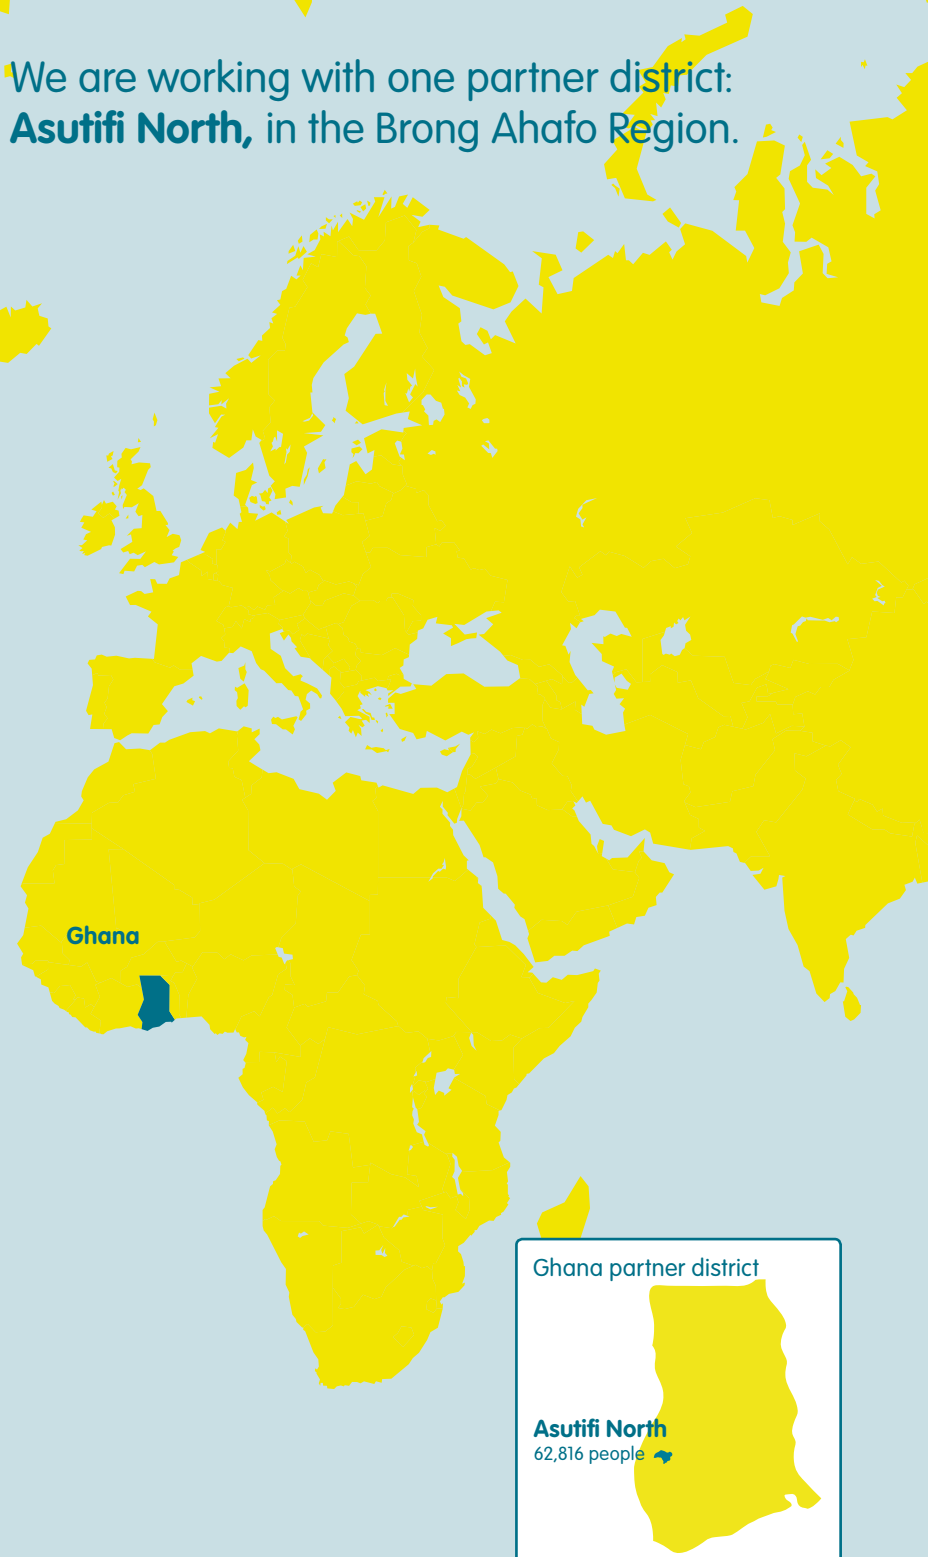 We are working with one partner district:
Asutifi North, in the Brong Ahafo Region.
Ghana
Ghana partner district
Asutifi North
62,816 people